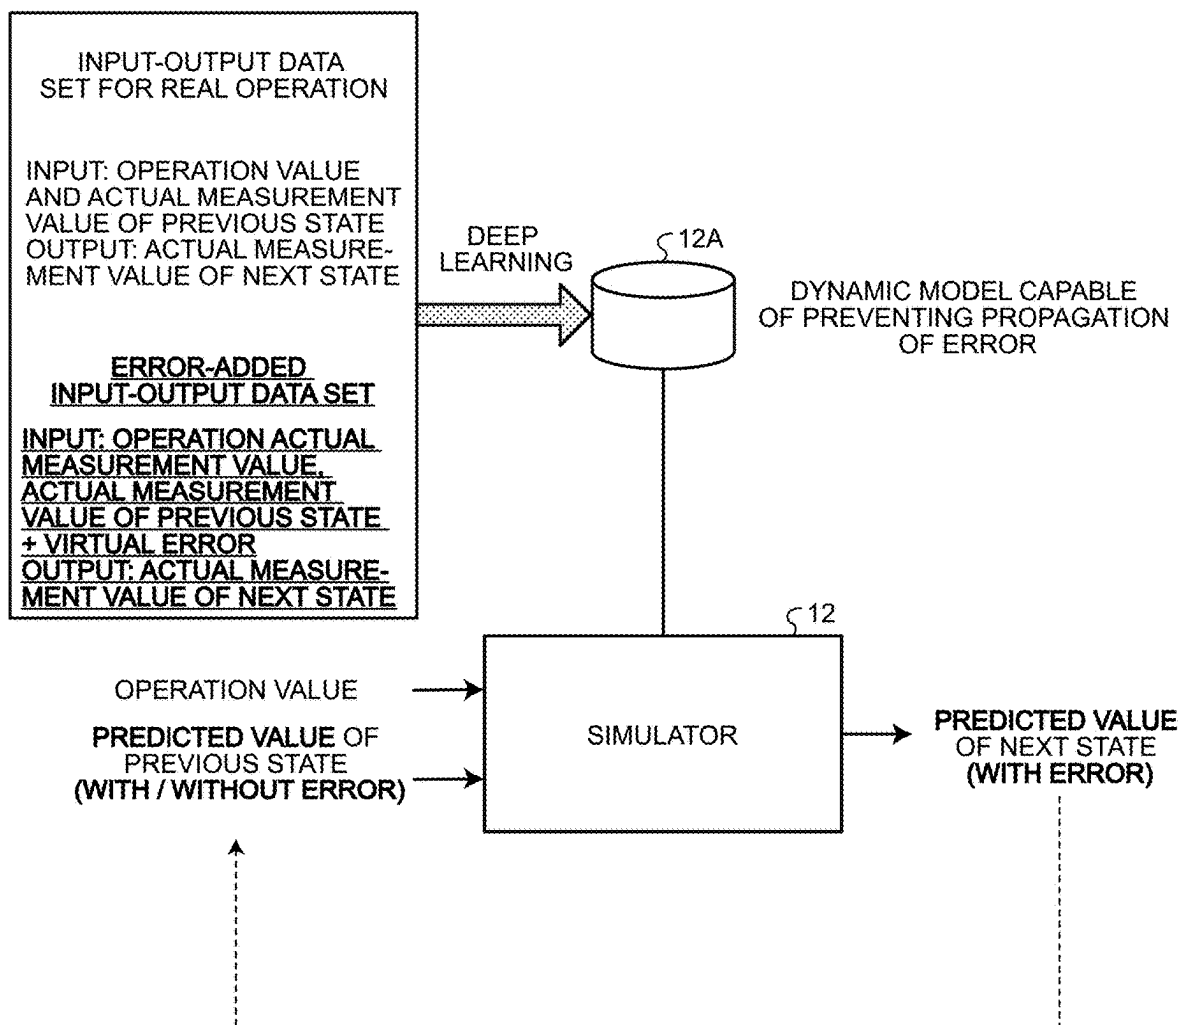 INPUT-OUTPUT DATA
SET FOR REAL OPERATION
INPUT: OPERATION VALUE
AND ACTUAL MEASUREMENT
VALUE OF PREVIOUS STATE
OUTPUT: ACTUAL MEASURE-
MENT VALUE OF NEXT STATE
ERROR-ADDED
INPUT-OUTPUT DATA SET
INPUT: OPERATION ACTUAL
MEASUREMENT VALUE,
ACTUAL MEASUREMENT
VALUE OF PREVIOUS STATE
+ VIRTUAL ERROR
OUTPUT: ACTUAL MEASURE-
MENT VALUE OF NEXT STATE
DEEP
LEARNING
12A
DYNAMIC MODEL CAPABLE
OF PREVENTING PROPAGATION
OF ERROR
12
OPERATION VALUE
PREDICTED VALUE OF
PREVIOUS STATE
(WITH / WITHOUT ERROR)
SIMULATOR
PREDICTED VALUE
OF NEXT STATE
(WITH ERROR)